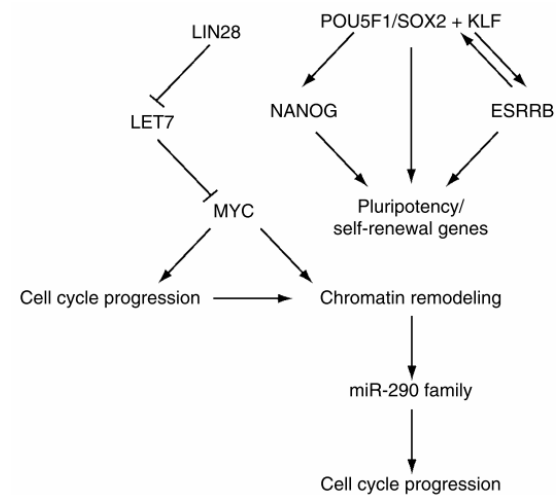 LIN28
POU5F1/SOX2 + KLF
LET7
NANOG
ESRRB
MYC
Pluripotency/
self-renewal genes
Cell cycle progression
Chromatin remodeling
miR-290 family
Cell cycle progression